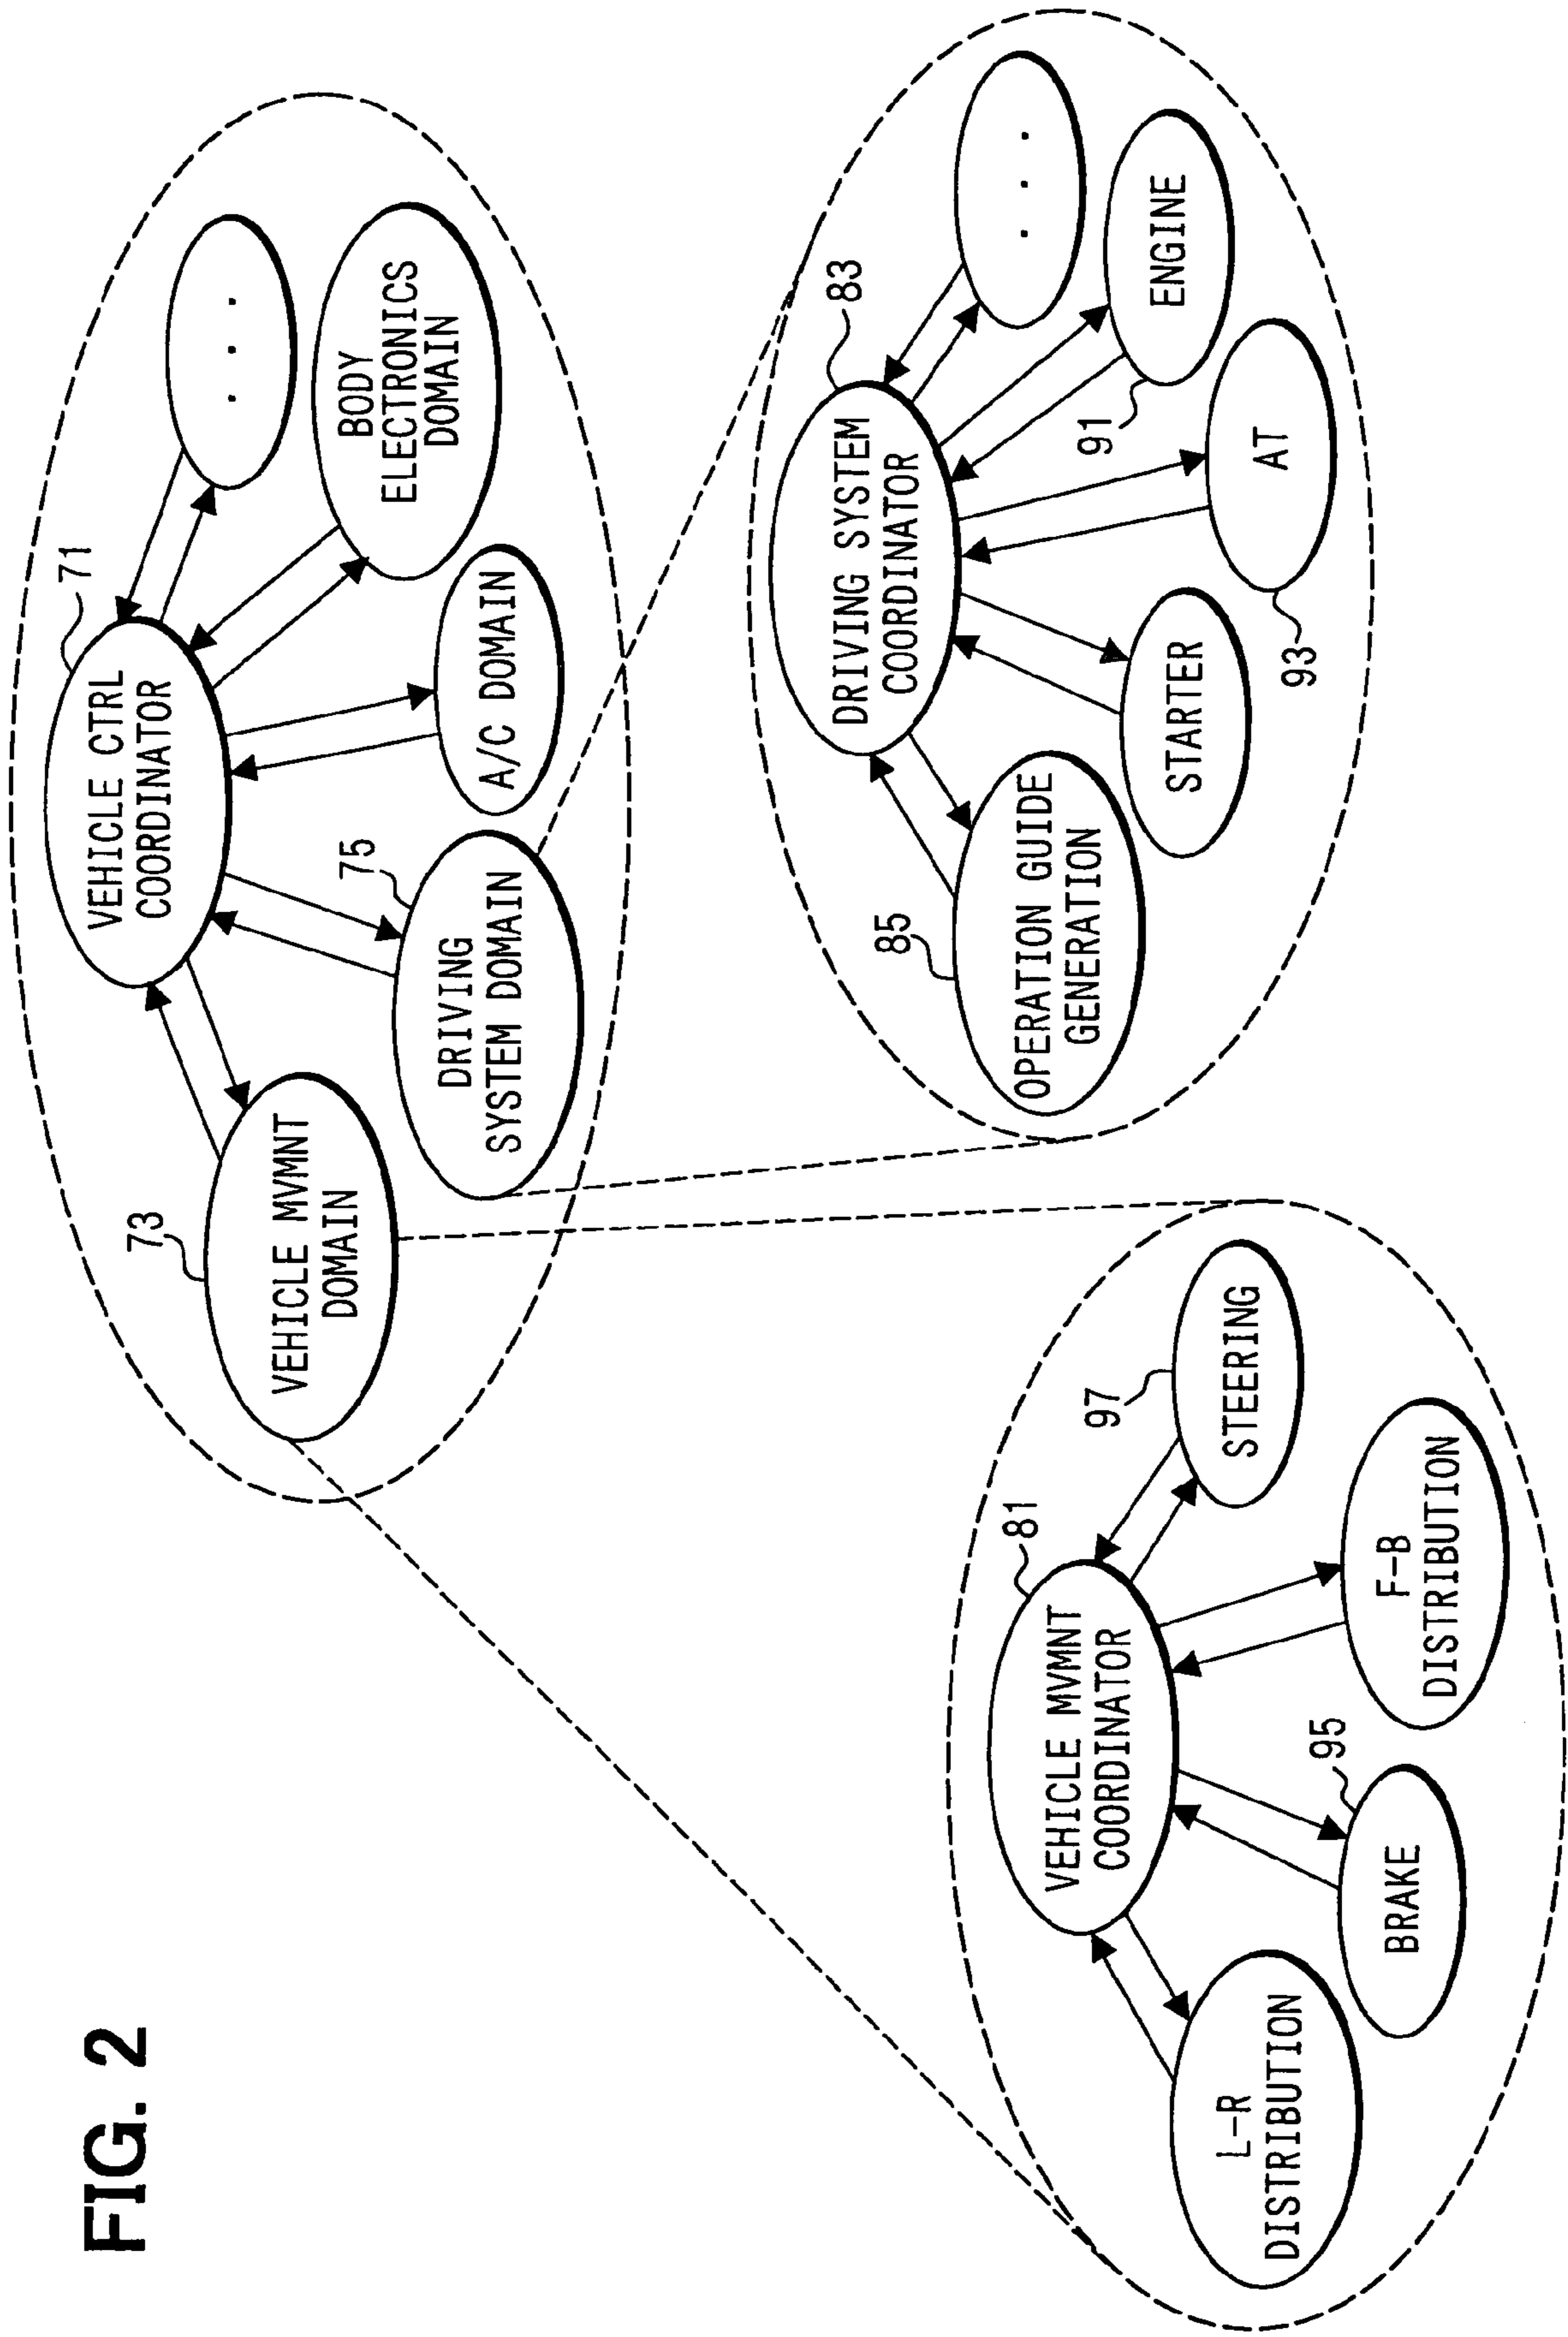 FIG. 2
VEHICLE CTRL
COORDINATOR
71
VEHICLE MVMNT
DOMAIN
73
DRIVING
SYSTEM DOMAIN
75
A/C DOMAIN
BODY
ELECTRONICS
DOMAIN
. . .
VEHICLE MVMNT
COORDINATOR
81
L-R
DISTRIBUTION
BRAKE
95
F-B
DISTRIBUTION
STEERING
97
DRIVING SYSTEM
COORDINATOR
83
OPERATION GUIDE
GENERATION
85
STARTER
AT
93
ENGINE
91
. . .